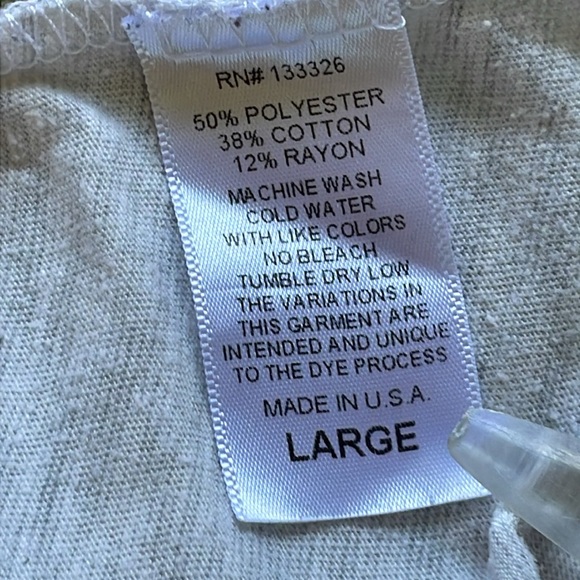 RN# 133326
50% POLYESTER
38% COTTON
12% RAYON
MACHINE WASH
COLD WATER
WITH LIKE COLORS
NO BLEACH
TUMBLE DRY LOW
THE VARIATIONS IN
THIS GARMENT ARE
INTENDED AND UNIQUE
TO THE DYE PROCESS
MADE IN U.S.A.
LARGE